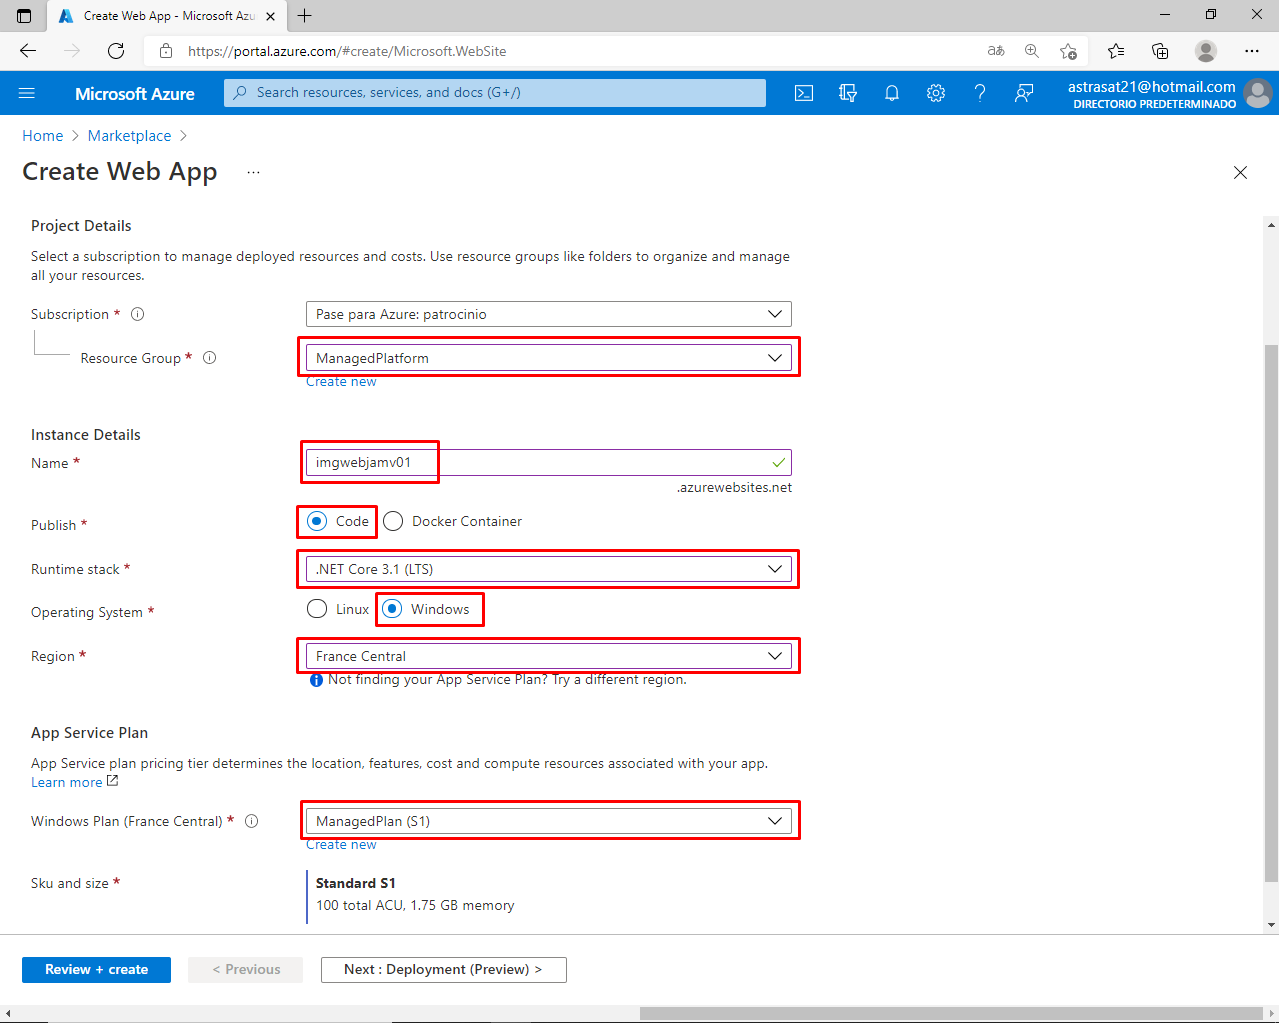 Create Web App - Microsoft Azu
https://portal.azure.com/#create/Microsoft.WebSite
Microsoft Azure
Search resources, services, and docs (G+/)
astrasat21@hotmail.com
DIRECTORIO PREDETERMINADO
Home > Marketplace >
Create Web App ...
Project Details
Select a subscription to manage deployed resources and costs. Use resource groups like folders to organize and manage
all your resources.
Subscription *
Pase para Azure: patrocinio
Resource Group *
ManagedPlatform
Create new
Instance Details
Name *
imgwebjamv01
.azurewebsites.net
Publish *
Code Docker Container
Runtime stack *
.NET Core 3.1 (LTS)
Operating System *
Linux Windows
Region *
France Central
Not finding your App Service Plan? Try a different region.
App Service Plan
App Service plan pricing tier determines the location, features, cost and compute resources associated with your app.
Learn more
Windows Plan (France Central) *
ManagedPlan (S1)
Create new
Sku and size *
Standard S1
100 total ACU, 1.75 GB memory
Review + create
< Previous
Next : Deployment (Preview) >